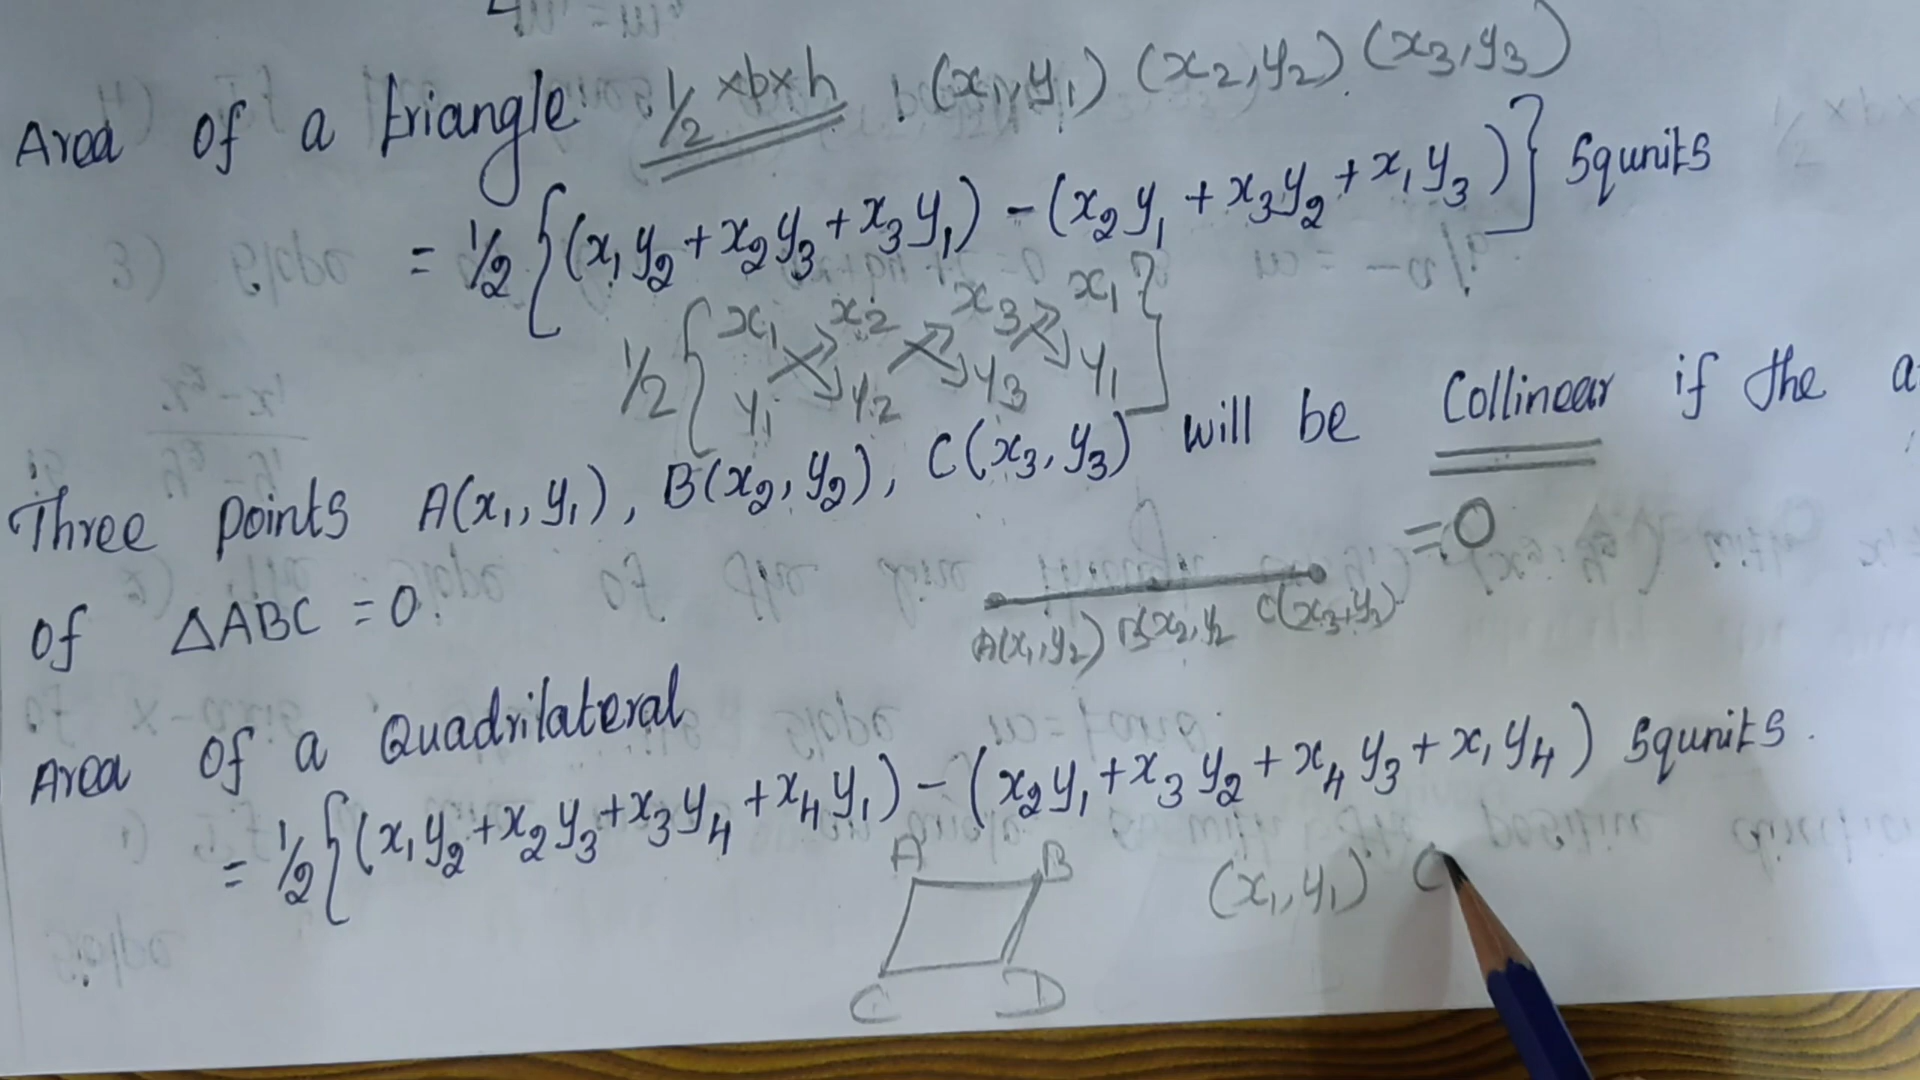 Area of a triangle 1/2 × b × h (x₁, y₁) (x₂, y₂) (x₃, y₃)
= 1/2 {(x₁y₂ + x₂y₃ + x₃y₁) - (x₂y₁ + x₃y₂ + x₁y₃)} squnits
1/2 { x₁ x₂ x₃ x₁ }
y₁ y₂ y₃ y₁
Three points A(x₁, y₁), B(x₂, y₂), C(x₃, y₃) will be Collinear if the a
= 0
of △ABC = 0
A(x₁, y₂) B(x₂, y₂ C(x₃, y₃)
Area of a Quadrilateral
= 1/2 {(x₁y₂ + x₂y₃ + x₃y₄ + x₄y₁) - (x₂y₁ + x₃y₂ + x₄y₃ + x₁y₄) squnits.
A B
(x₁, y₁) (
C D